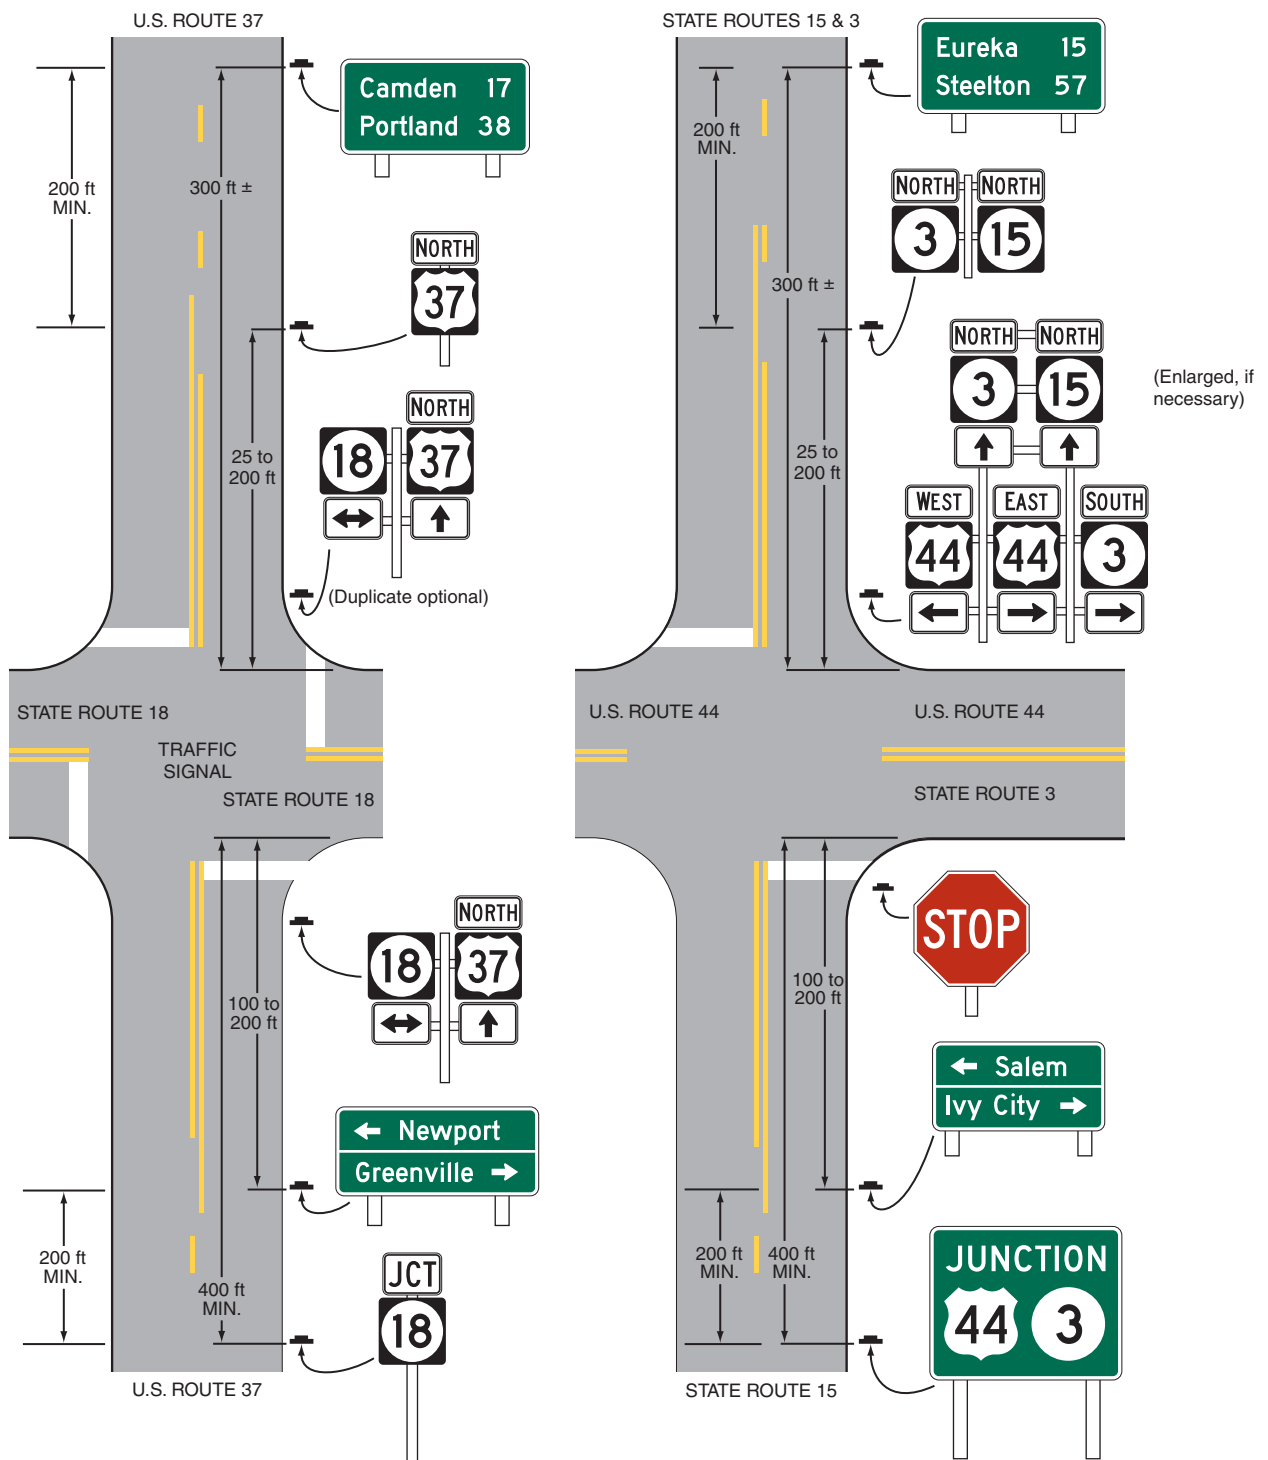 U.S. ROUTE 37
Camden 17
Portland 38
200 ft
MIN.
300 ft ±
NORTH
37
25 to
200 ft
NORTH
18 37
(Duplicate optional)
STATE ROUTE 18
TRAFFIC
SIGNAL
STATE ROUTE 18
NORTH
18 37
100 to
200 ft
Newport
Greenville
200 ft
MIN.
400 ft
MIN.
JCT
18
U.S. ROUTE 37
STATE ROUTES 15 & 3
Eureka 15
Steelton 57
200 ft
MIN.
NORTH NORTH
3 15
300 ft ±
NORTH NORTH
3 15
(Enlarged, if
necessary)
25 to
200 ft
WEST EAST SOUTH
44 44 3
U.S. ROUTE 44
U.S. ROUTE 44
STATE ROUTE 3
STOP
100 to
200 ft
Salem
Ivy City
200 ft
MIN.
400 ft
MIN.
JUNCTION
44 3
STATE ROUTE 15